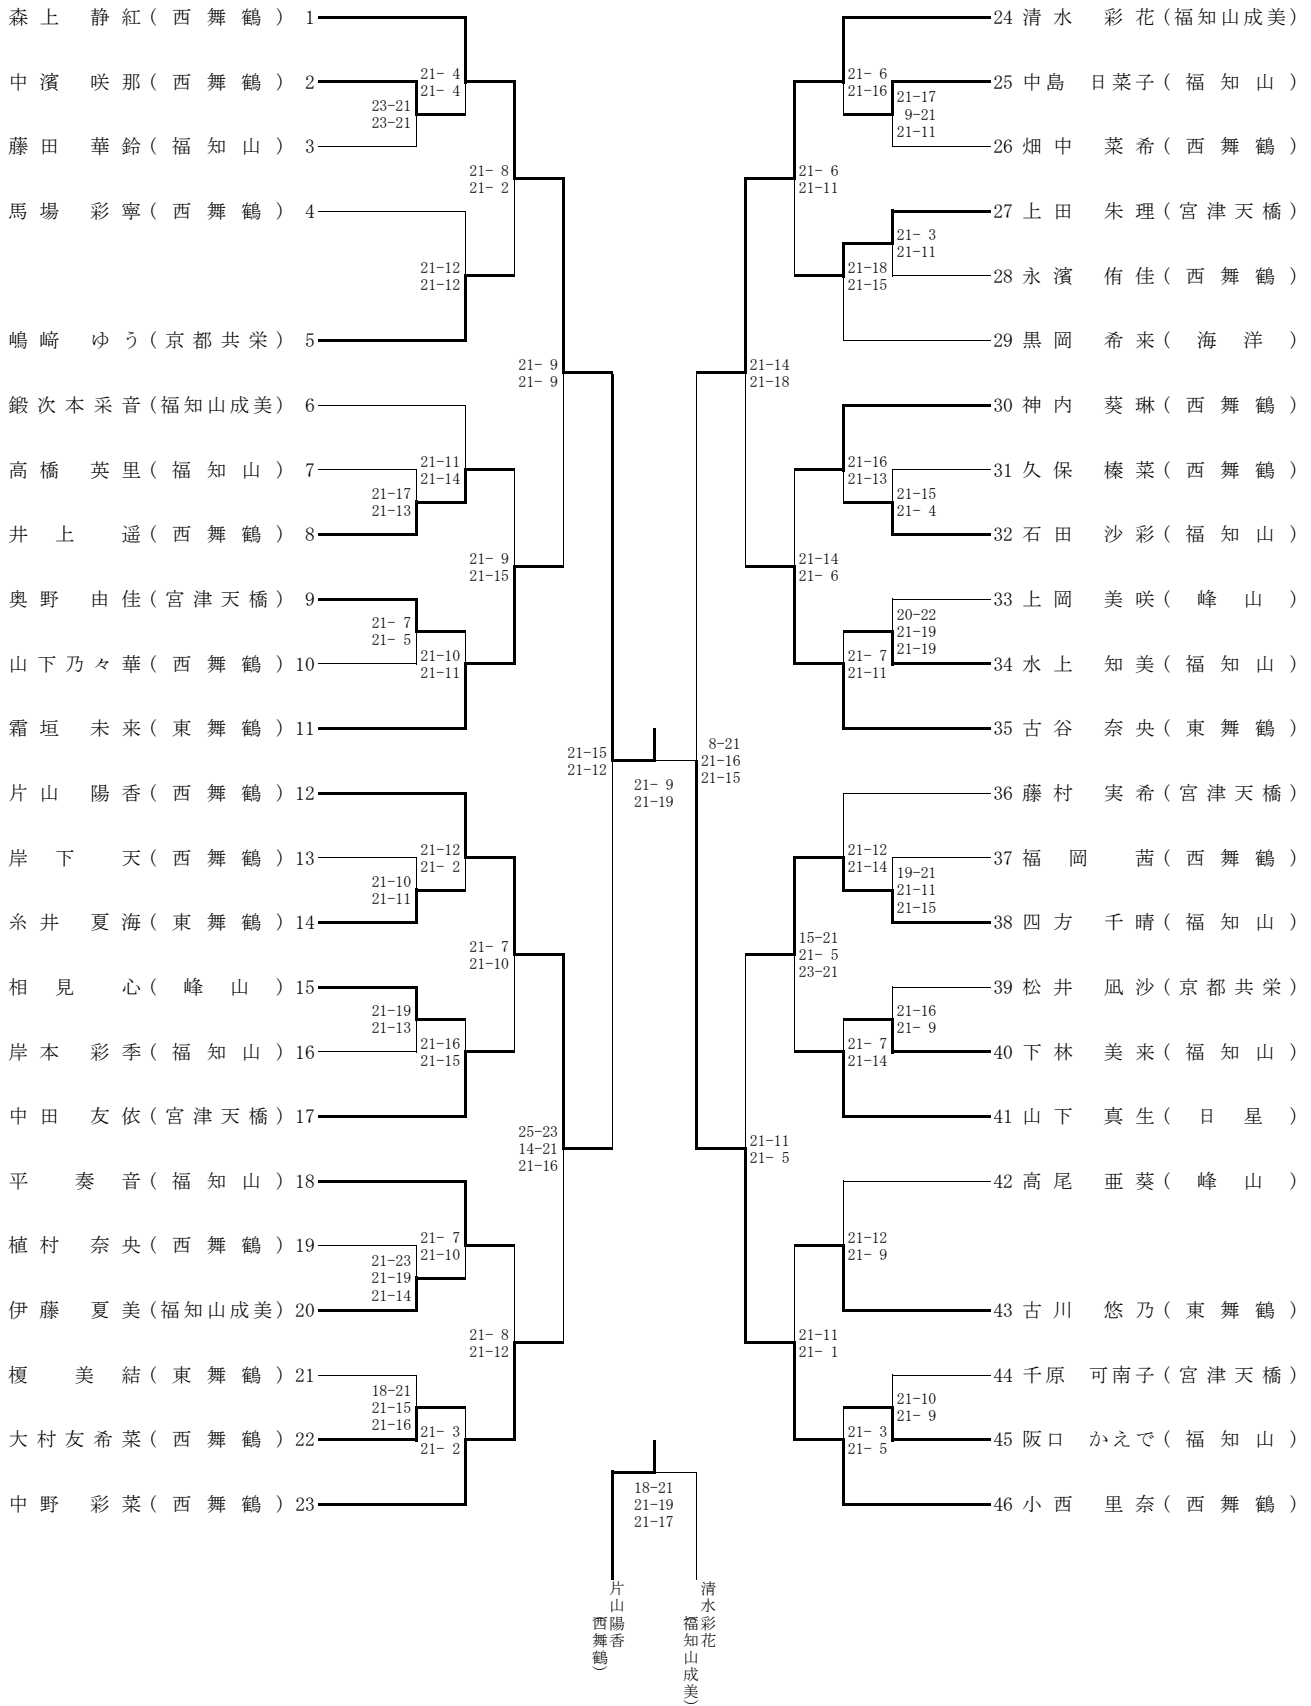 森上 静紅(西舞鶴) 1
中濱 咲那(西舞鶴) 2
藤田 華鈴(福知山) 3
馬場 彩寧(西舞鶴) 4
嶋﨑 ゆう(京都共栄) 5
鍛次本采音(福知山成美) 6
高橋 英里(福知山) 7
井上 遥(西舞鶴) 8
奥野 由佳(宮津天橋) 9
山下乃々華(西舞鶴) 10
霜垣 未来(東舞鶴) 11
片山 陽香(西舞鶴) 12
岸下 天(西舞鶴) 13
糸井 夏海(東舞鶴) 14
相見 心(峰山) 15
岸本 彩季(福知山) 16
中田 友依(宮津天橋) 17
平 奏音(福知山) 18
植村 奈央(西舞鶴) 19
伊藤 夏美(福知山成美) 20
榎 美結(東舞鶴) 21
大村友希菜(西舞鶴) 22
中野 彩菜(西舞鶴) 23
23-21
23-21
21-17
21-13
21- 7
21- 5
21-10
21-11
21-19
21-13
21-23
21-19
21-14
18-21
21-15
21-16
21- 4
21- 4
21-12
21-12
21-11
21-14
21-10
21-11
21-12
21- 2
21-16
21-15
21- 7
21-10
21- 3
21- 2
21- 8
21- 2
21- 9
21-15
21- 7
21-10
21- 8
21-12
21- 9
21- 9
25-23
14-21
21-16
21-15
21-12
21- 9
21-19
8-21
21-16
21-15
21-14
21-18
21-11
21- 5
21- 6
21-11
21-14
21- 6
15-21
21- 5
23-21
21-11
21- 1
21- 6
21-16
21-18
21-15
21-16
21-13
21- 7
21-11
21-12
21-14
21- 7
21-14
21-12
21- 9
21- 3
21- 5
21-17
9-21
21-11
21- 3
21-11
21-15
21- 4
20-22
21-19
21-19
19-21
21-11
21-15
21-16
21- 9
21-10
21- 9
24 清水 彩花(福知山成美)
25 中島 日菜子(福知山)
26 畑中 菜希(西舞鶴)
27 上田 朱理(宮津天橋)
28 永濱 侑佳(西舞鶴)
29 黒岡 希来(海洋)
30 神内 葵琳(西舞鶴)
31 久保 榛菜(西舞鶴)
32 石田 沙彩(福知山)
33 上岡 美咲(峰山)
34 水上 知美(福知山)
35 古谷 奈央(東舞鶴)
36 藤村 実希(宮津天橋)
37 福岡 茜(西舞鶴)
38 四方 千晴(福知山)
39 松井 凪沙(京都共栄)
40 下林 美来(福知山)
41 山下 真生(日星)
42 高尾 亜葵(峰山)
43 古川 悠乃(東舞鶴)
44 千原 可南子(宮津天橋)
45 阪口 かえで(福知山)
46 小西 里奈(西舞鶴)
18-21
21-19
21-17
片山陽香
(西舞鶴)
清水彩花
(福知山成美)